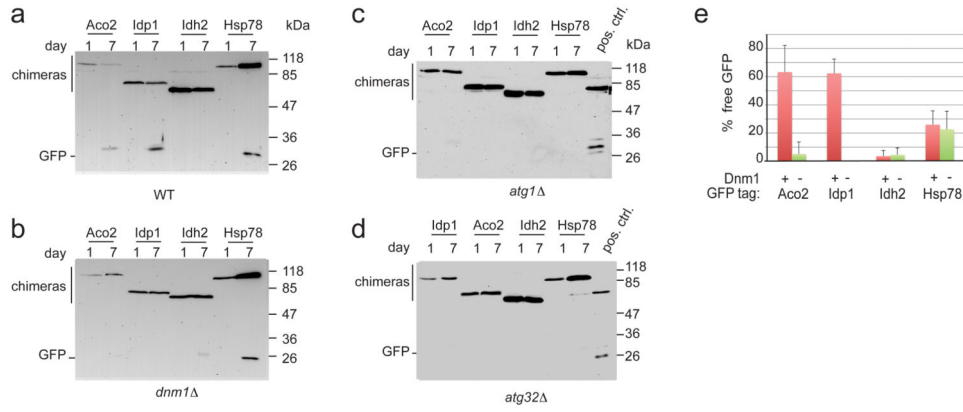 a
Aco2 Idp1 Idh2 Hsp78 kDa
day 1 7 1 7 1 7 1 7
chimeras
118
85
47
36
GFP
26
WT
b
Aco2 Idp1 Idh2 Hsp78
day 1 7 1 7 1 7 1 7
chimeras
118
85
47
36
GFP
26
dnm1Δ
c
Aco2 Idp1 Idh2 Hsp78 pos. ctrl.
day 1 7 1 7 1 7 1 7 kDa
chimeras
118
85
47
36
GFP
26
atg1Δ
d
Idp1 Aco2 Idh2 Hsp78 pos. ctrl.
day 1 7 1 7 1 7 1 7
chimeras
118
85
47
36
GFP
26
atg32Δ
e
% free GFP
80
60
40
20
0
Dnm1 + - + - + - + -
GFP tag: Aco2 Idp1 Idh2 Hsp78